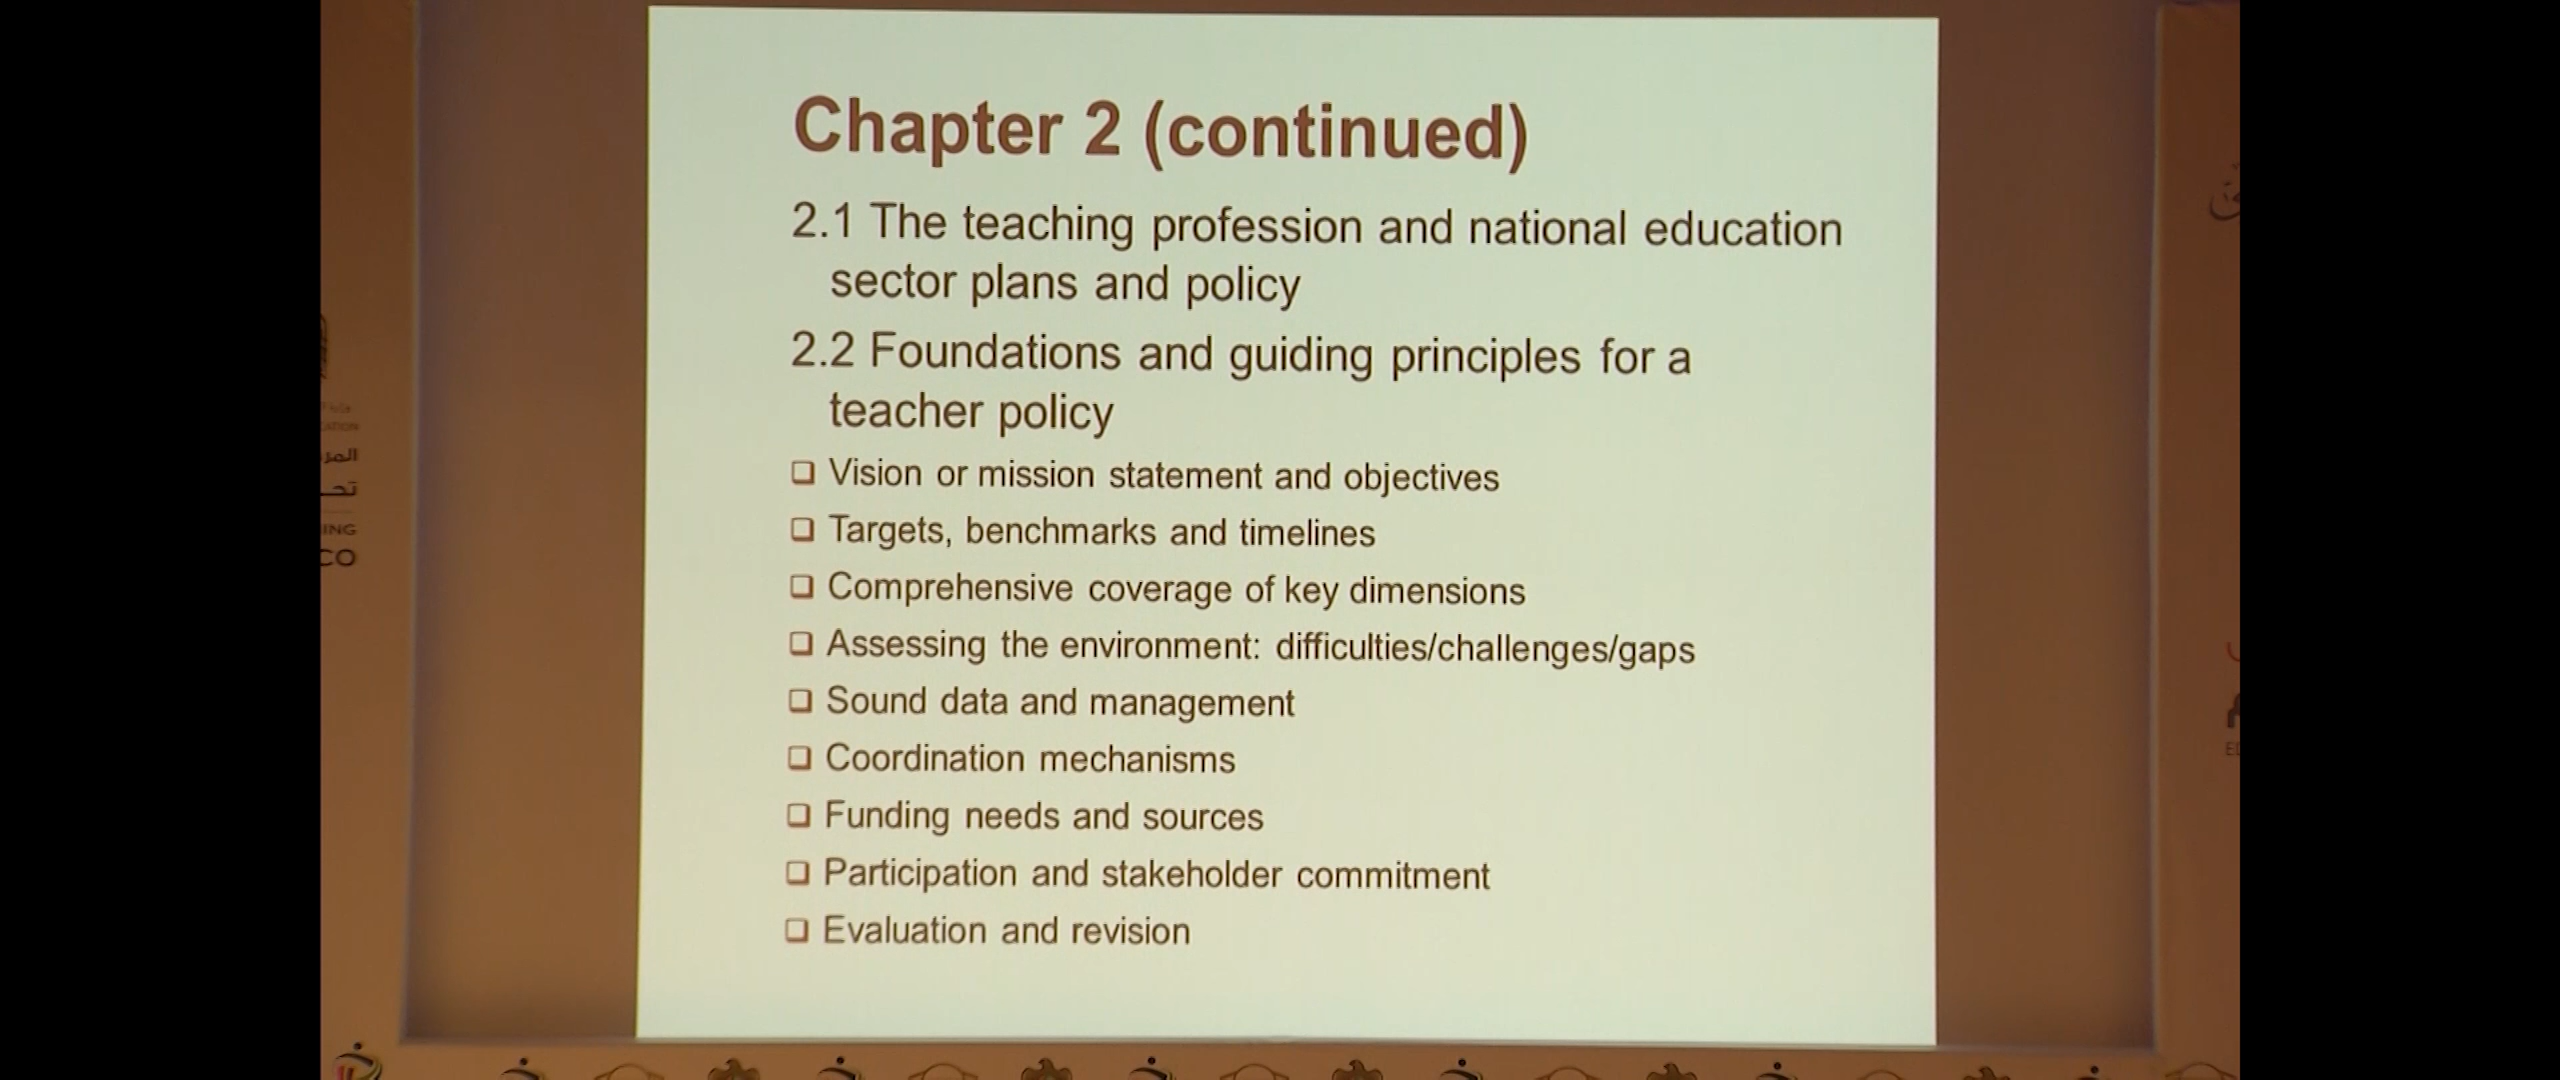 Chapter 2 (continued)
2.1 The teaching profession and national education
sector plans and policy
2.2 Foundations and guiding principles for a
teacher policy
❑ Vision or mission statement and objectives
❑ Targets, benchmarks and timelines
❑ Comprehensive coverage of key dimensions
❑ Assessing the environment: difficulties/challenges/gaps
❑ Sound data and management
❑ Coordination mechanisms
❑ Funding needs and sources
❑ Participation and stakeholder commitment
❑ Evaluation and revision